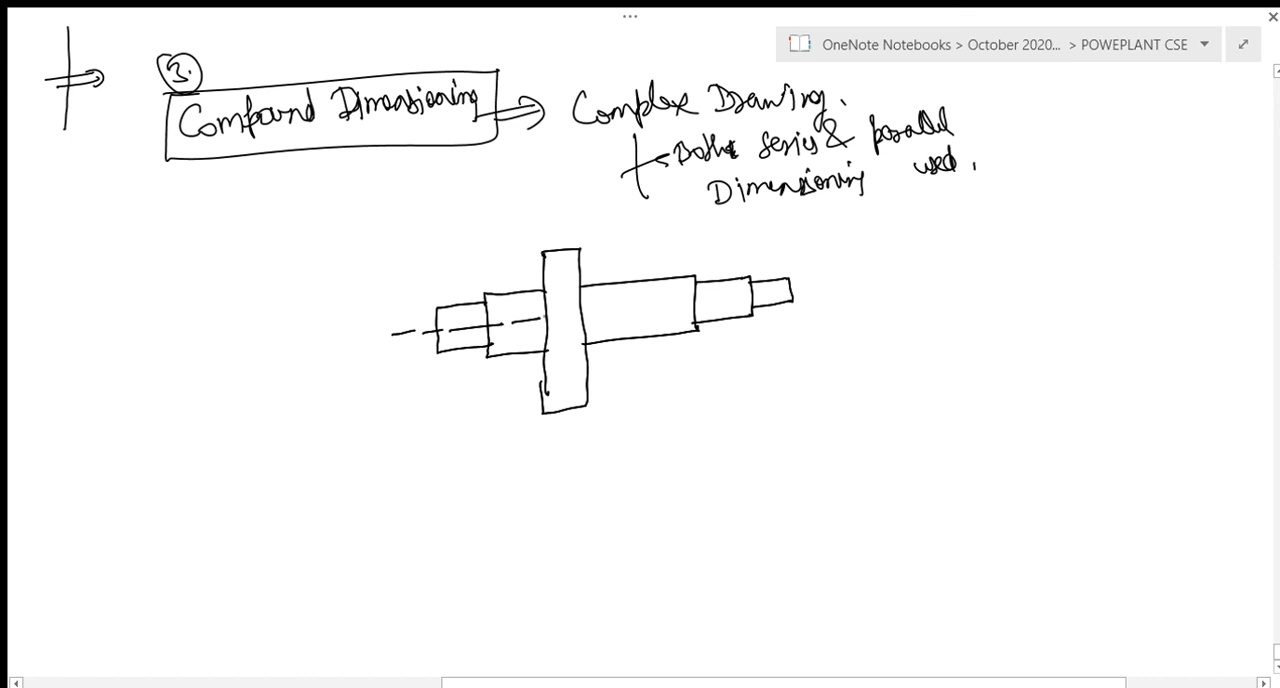 ...
OneNote Notebooks > October 2020... > POWEPLANT CSE
3.
Compound Dimensioning
Complex Drawing.
Both series & parallel
Dimensioning used.